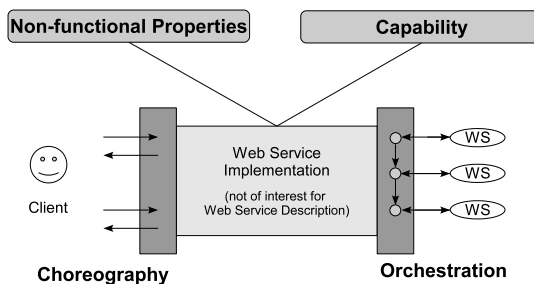 Non-functional Properties
Capability
Web Service
Implementation
(not of interest for
Web Service Description)
Client
WS
WS
WS
Choreography
Orchestration